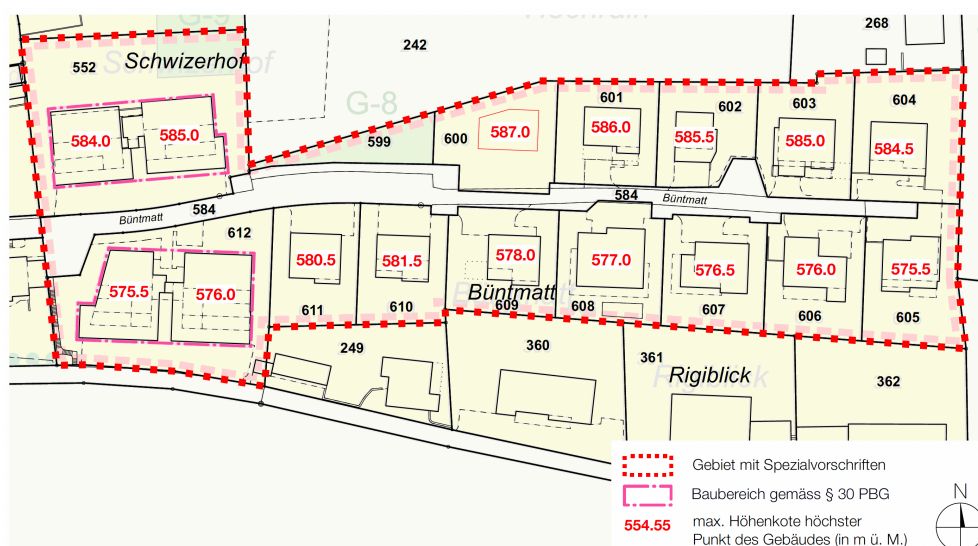 G-9
Hochrain
268
242
Schwizerhof
552
Schwizerhof
G-8
601
602
603
604
584.0
585.0
599
600
587.0
586.0
585.5
585.0
584.5
584
Büntmatt
584
Büntmatt
612
580.5
581.5
578.0
577.0
576.5
576.0
575.5
575.5
576.0
Büntmatt
611
610
609
608
607
606
605
249
360
361
Rigiblick
Rigiblick
362
Gebiet mit Spezialvorschriften
Baubereich gemäss § 30 PBG
N
554.55
max. Höhenkote höchster
Punkt des Gebäudes (in m ü. M.)